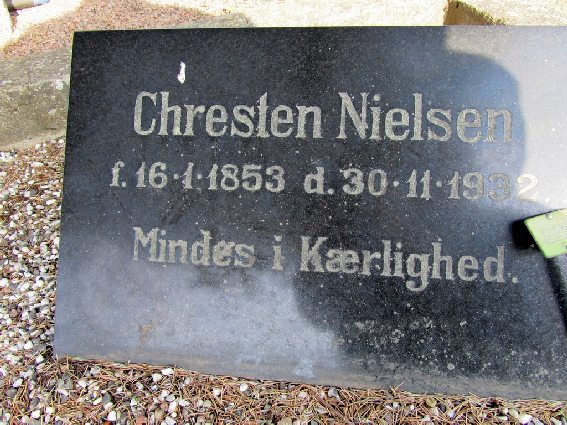 Chresten Nielsen
f. 16·1·1853 d. 30·11·1932.
Mindes i Kærlighed.